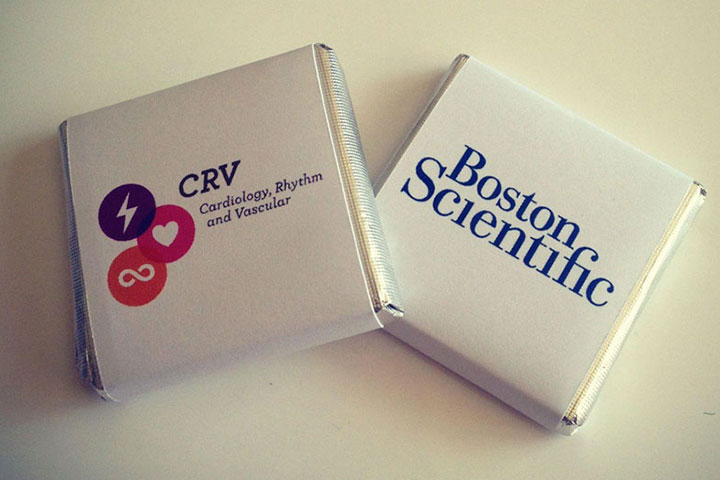 CRV
Cardiology, Rhythm
and Vascular
Boston
Scientific